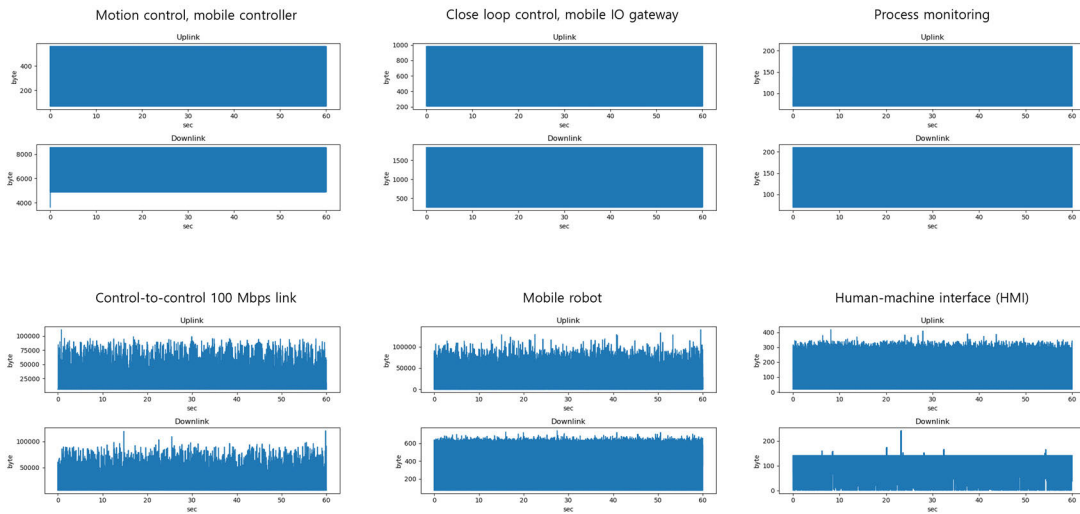 Motion control, mobile controller
Uplink
byte
400
200
0 10 20 30 40 50 60
sec
Downlink
byte
8000
6000
4000
0 10 20 30 40 50 60
sec
Close loop control, mobile IO gateway
Uplink
byte
1000
800
600
400
200
0 10 20 30 40 50 60
sec
Downlink
byte
1500
1000
500
0 10 20 30 40 50 60
sec
Process monitoring
Uplink
byte
200
150
100
0 10 20 30 40 50 60
sec
Downlink
byte
200
150
100
0 10 20 30 40 50 60
sec
Control-to-control 100 Mbps link
Uplink
byte
100000
75000
50000
25000
0 10 20 30 40 50 60
sec
Downlink
byte
100000
50000
0 10 20 30 40 50 60
sec
Mobile robot
Uplink
byte
100000
50000
0
0 10 20 30 40 50 60
sec
Downlink
byte
600
400
200
0 10 20 30 40 50 60
sec
Human-machine interface (HMI)
Uplink
byte
400
300
200
100
0
0 10 20 30 40 50 60
sec
Downlink
byte
200
100
0
0 10 20 30 40 50 60
sec